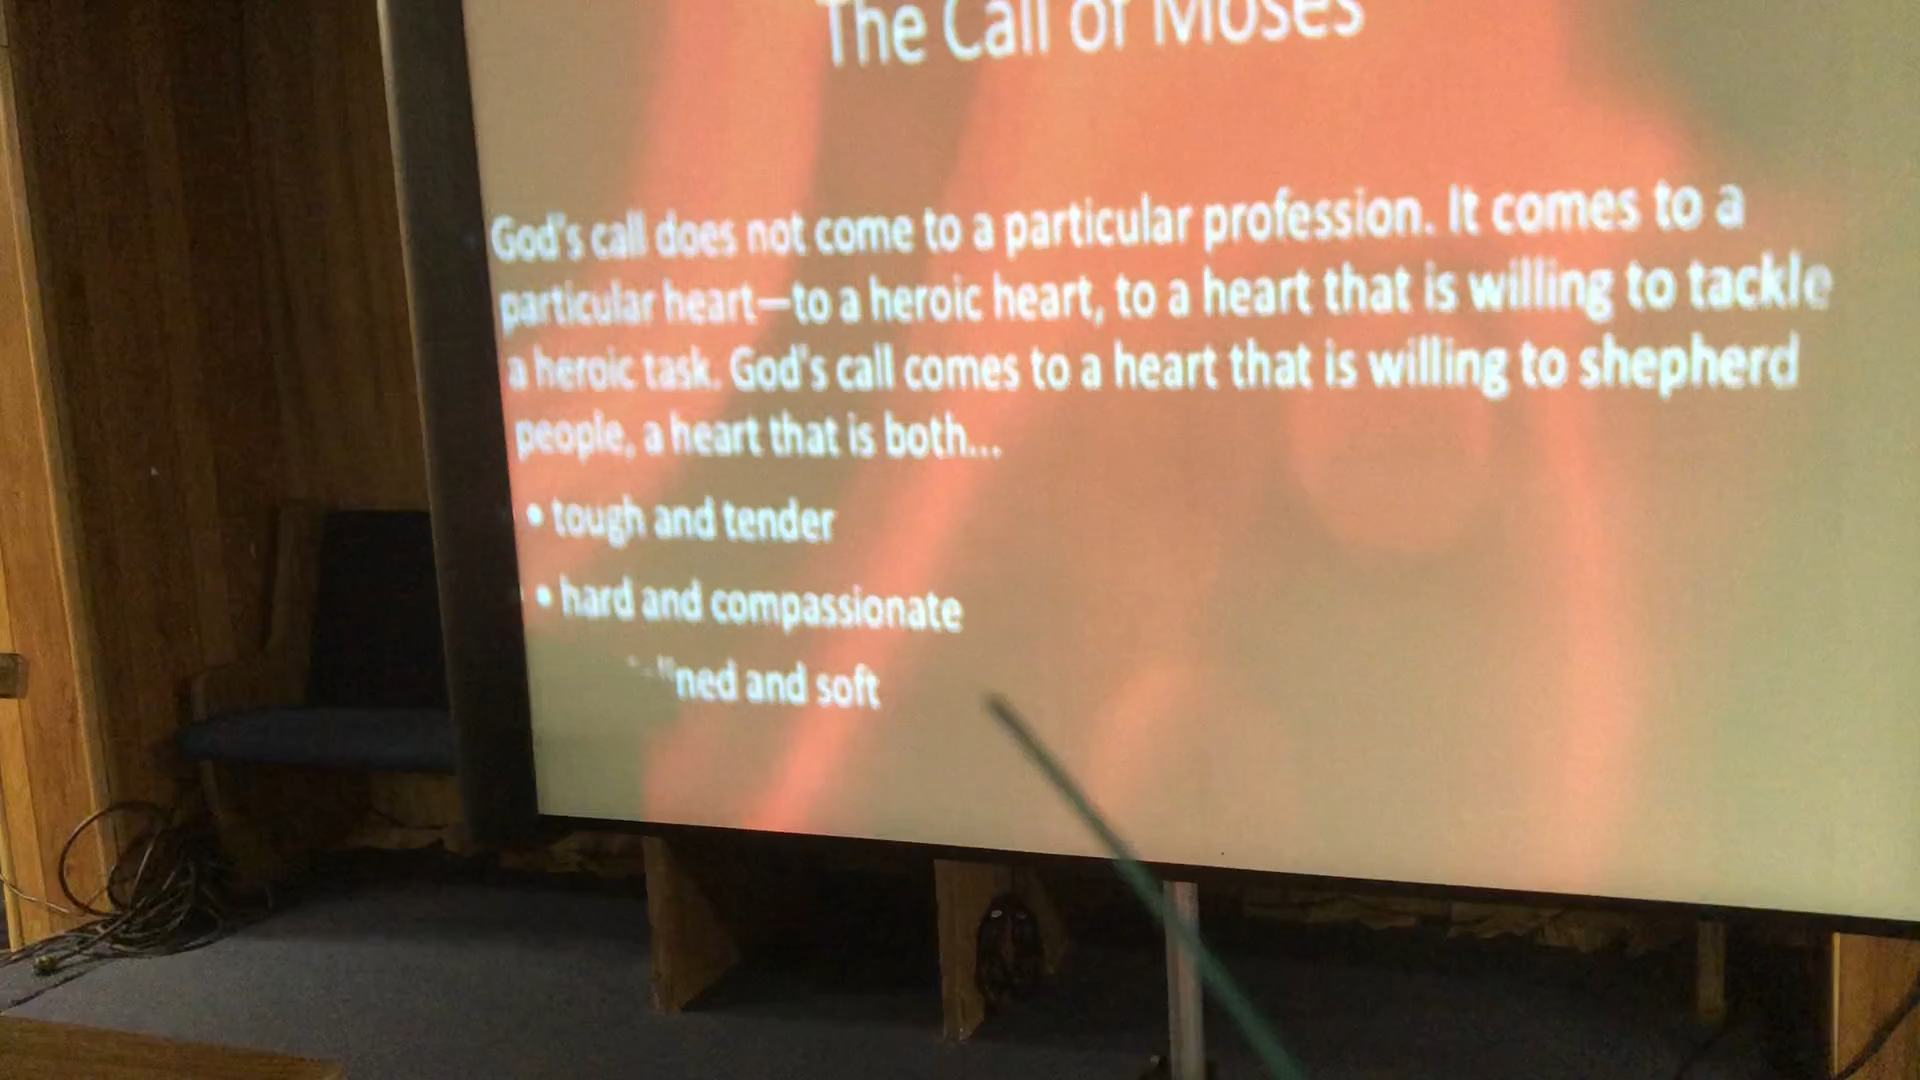 The Call of Moses
God's call does not come to a particular profession. It comes to a
particular heart—to a heroic heart, to a heart that is willing to tackle
a heroic task. God's call comes to a heart that is willing to shepherd
people, a heart that is both...
• tough and tender
• hard and compassionate
and soft